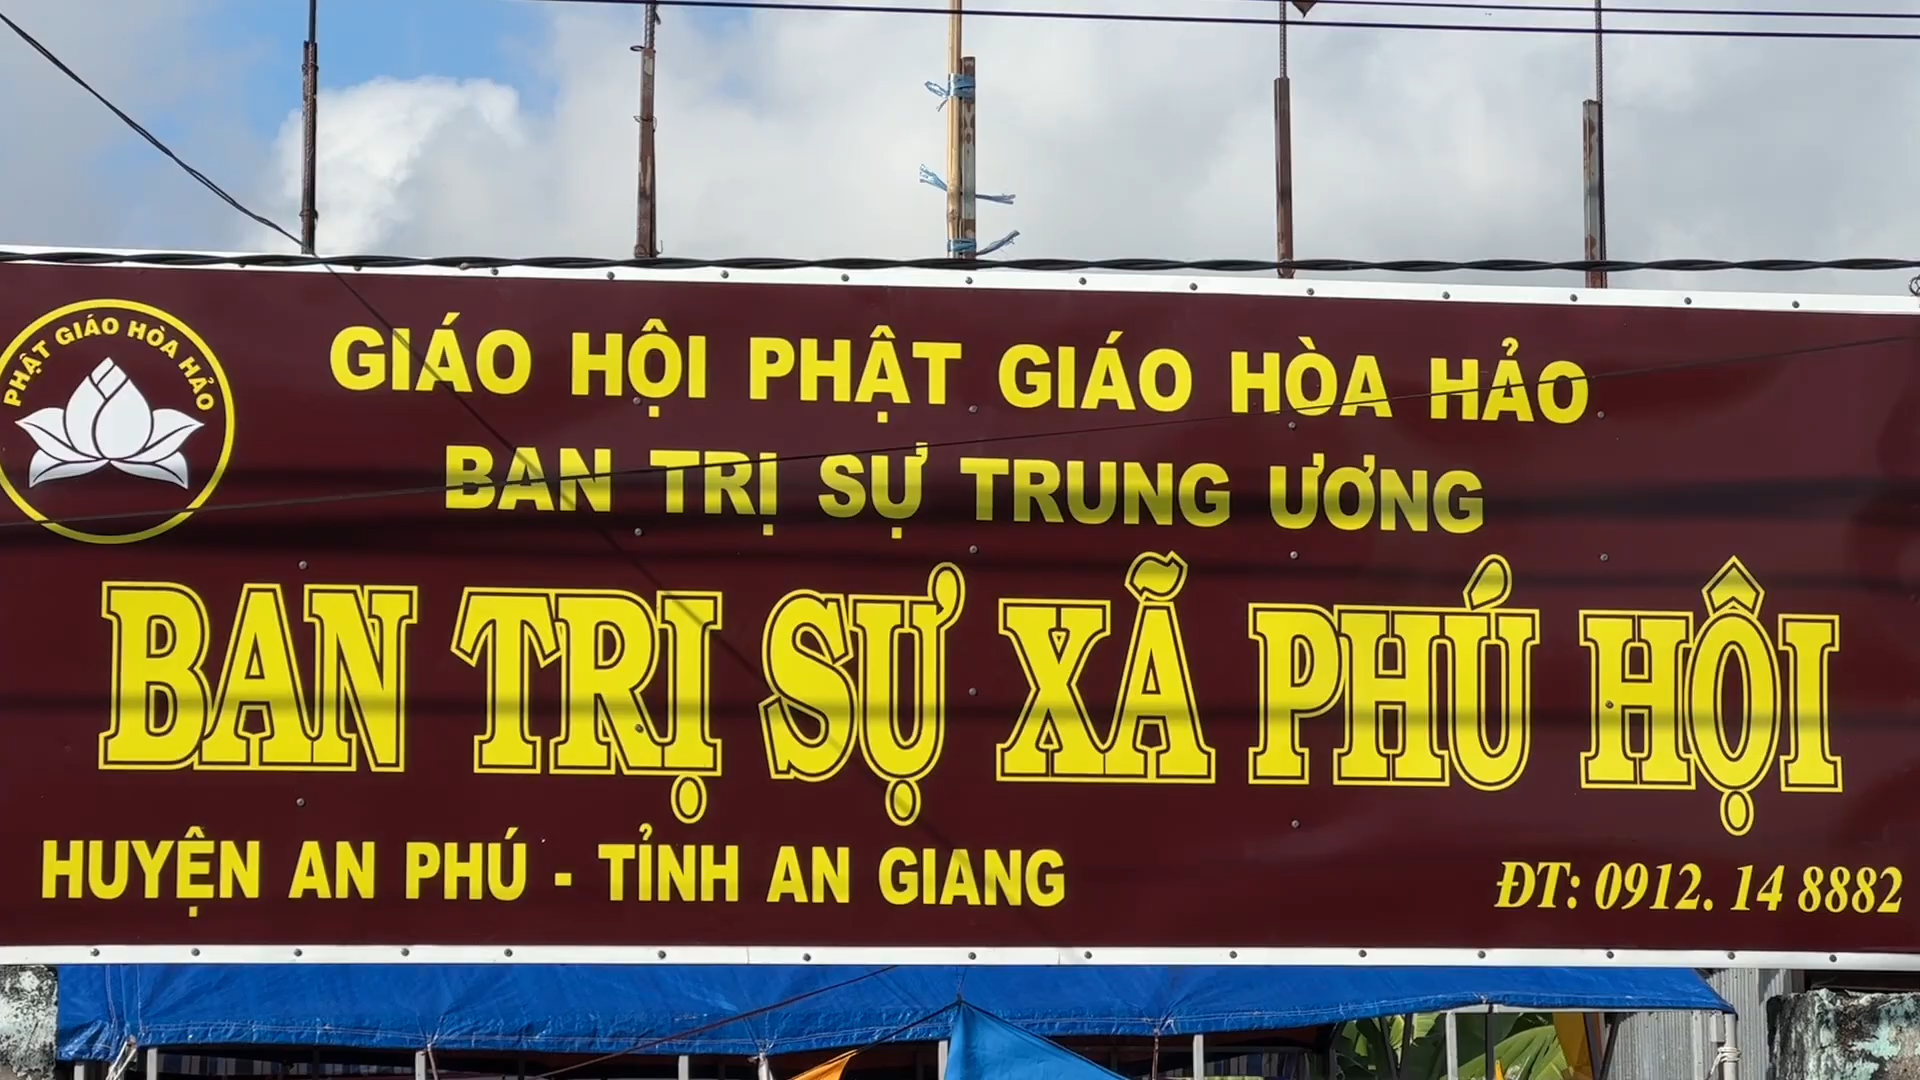 PHẬT GIÁO HÒA HẢO
GIÁO HỘI PHẬT GIÁO HÒA HẢO
BAN TRỊ SỰ TRUNG ƯƠNG
BAN TRỊ SỰ XÃ PHÚ HỘI
HUYỆN AN PHÚ - TỈNH AN GIANG
ĐT: 0912. 14 8882